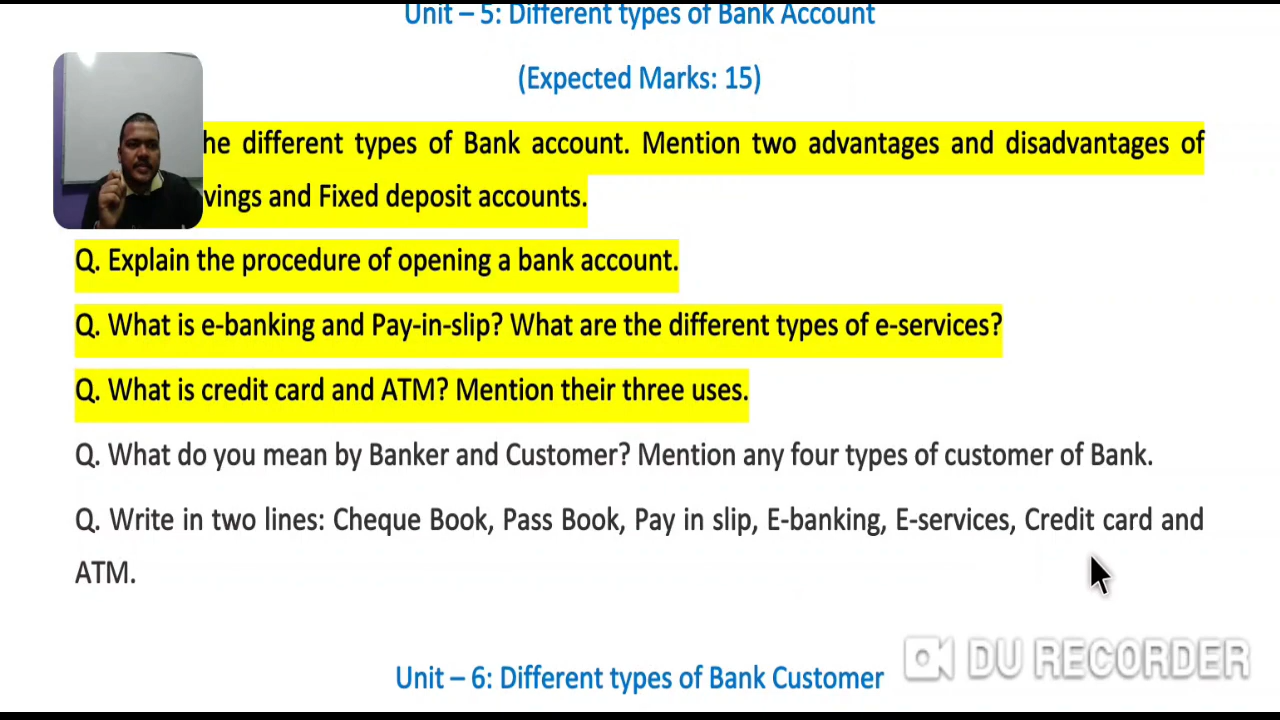 Unit – 5: Different types of Bank Account
(Expected Marks: 15)
different types of Bank account. Mention two advantages and disadvantages of
and Fixed deposit accounts.
Q. Explain the procedure of opening a bank account.
Q. What is e-banking and Pay-in-slip? What are the different types of e-services?
Q. What is credit card and ATM? Mention their three uses.
Q. What do you mean by Banker and Customer? Mention any four types of customer of Bank.
Q. Write in two lines: Cheque Book, Pass Book, Pay in slip, E-banking, E-services, Credit card and
ATM.
DU RECORDER
Unit – 6: Different types of Bank Customer